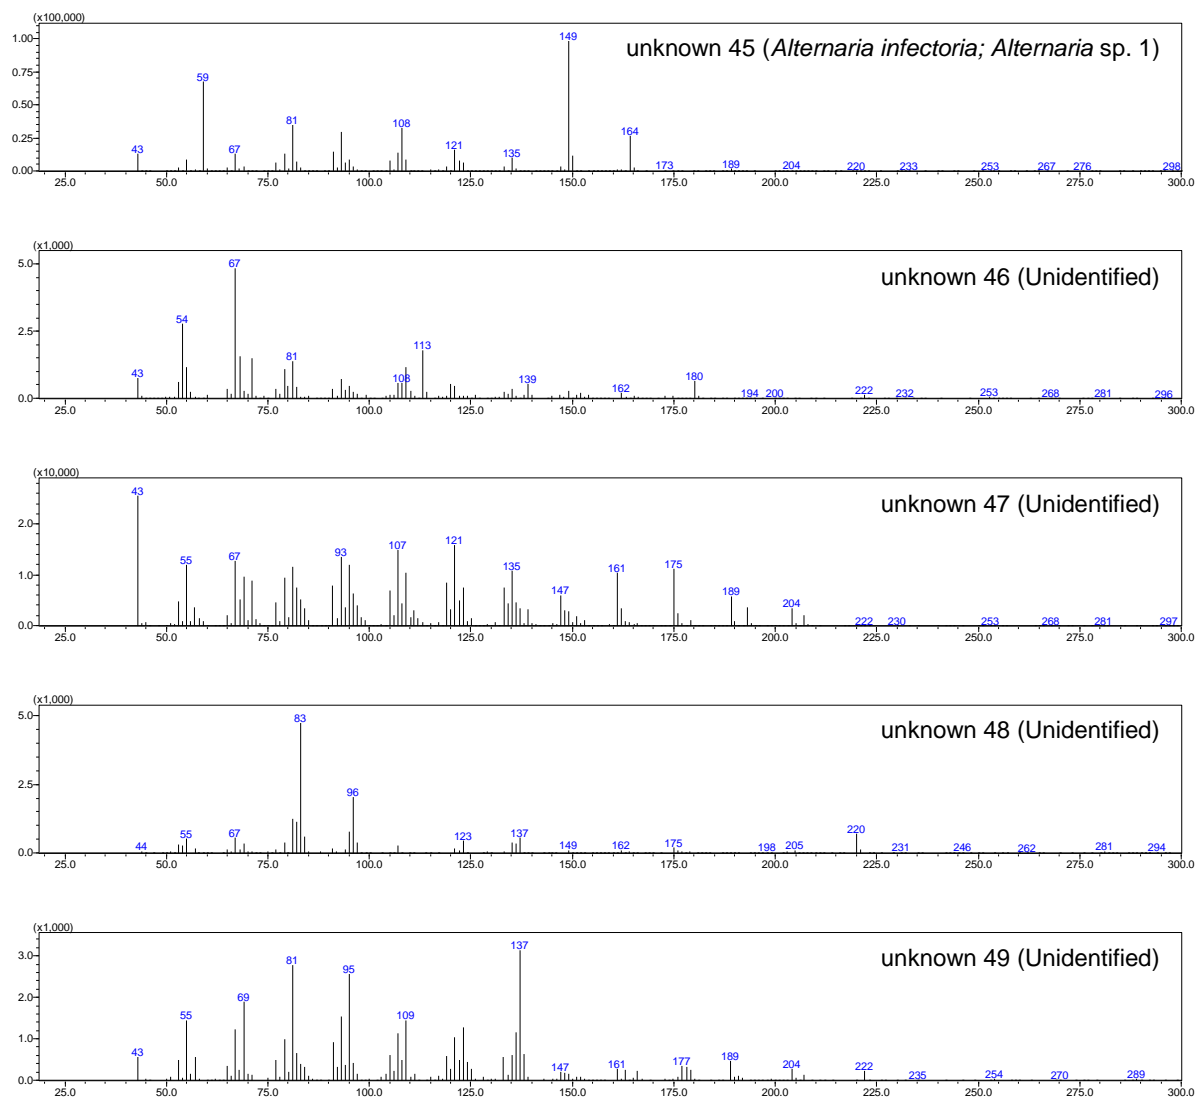 (x100,000)
unknown 45 (Alternaria infectoria; Alternaria sp. 1)
1.00
0.75
0.50
0.25
0.00
43 59 67 81 108 121 135 149 164 173 189 204 220 233 253 267 276 298
25.0 50.0 75.0 100.0 125.0 150.0 175.0 200.0 225.0 250.0 275.0 300.0
(x1,000)
unknown 46 (Unidentified)
5.0
2.5
0.0
43 54 67 81 108 113 139 162 180 194 200 222 232 253 268 281 296
25.0 50.0 75.0 100.0 125.0 150.0 175.0 200.0 225.0 250.0 275.0 300.0
(x10,000)
unknown 47 (Unidentified)
2.0
1.0
0.0
43 55 67 93 107 121 135 147 161 175 189 204 222 230 253 268 281 297
25.0 50.0 75.0 100.0 125.0 150.0 175.0 200.0 225.0 250.0 275.0 300.0
(x1,000)
unknown 48 (Unidentified)
5.0
2.5
0.0
44 55 67 83 96 123 137 149 162 175 198 205 220 231 246 262 281 294
25.0 50.0 75.0 100.0 125.0 150.0 175.0 200.0 225.0 250.0 275.0 300.0
(x1,000)
unknown 49 (Unidentified)
3.0
2.0
1.0
0.0
43 55 69 81 95 109 137 147 161 177 189 204 222 235 254 270 289
25.0 50.0 75.0 100.0 125.0 150.0 175.0 200.0 225.0 250.0 275.0 300.0